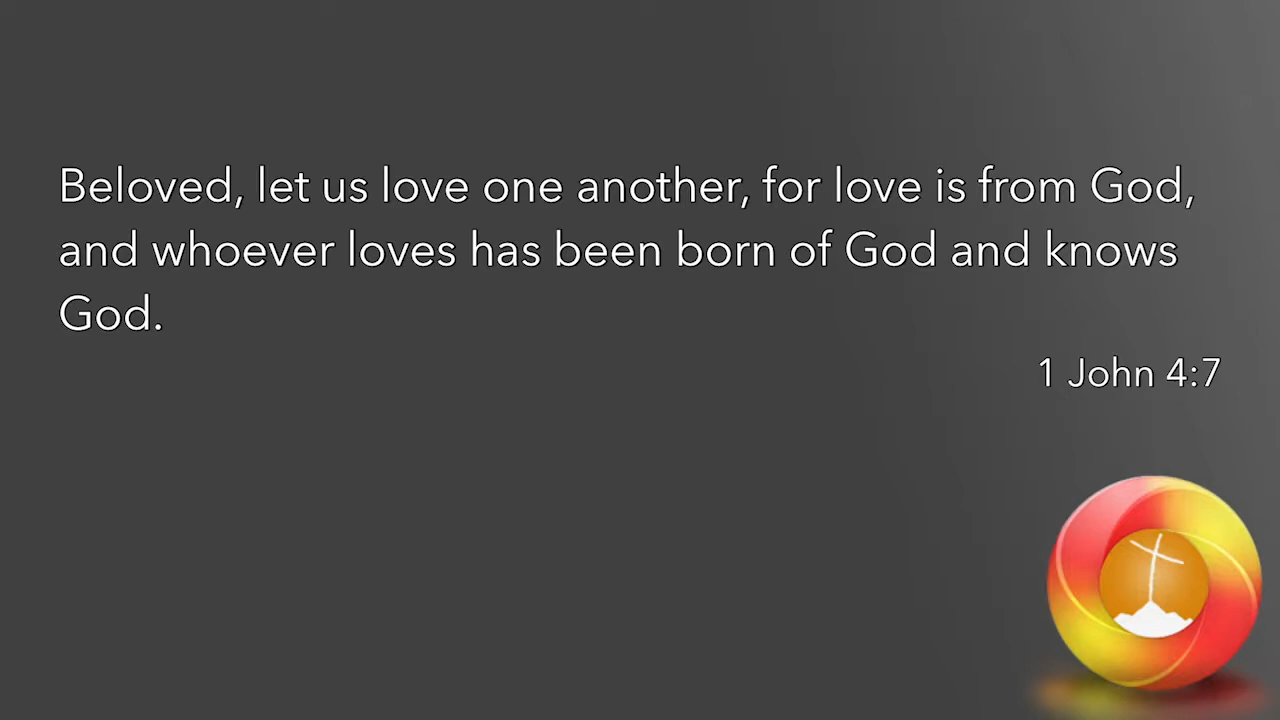 Beloved, let us love one another, for love is from God,
and whoever loves has been born of God and knows
God.
1 John 4:7